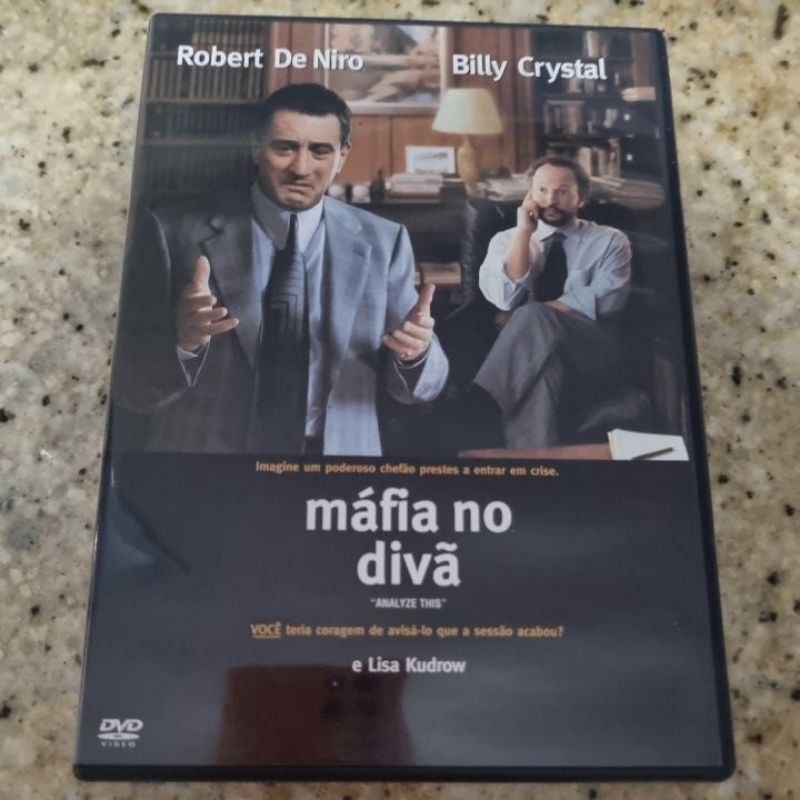 Robert De Niro
Billy Crystal
Imagine um poderoso chefão prestes a entrar em crise.
máfia no
divã
"ANALYZE THIS"
VOCÊ teria coragem de avisá-lo que a sessão acabou?
e Lisa Kudrow
DVD
VIDEO